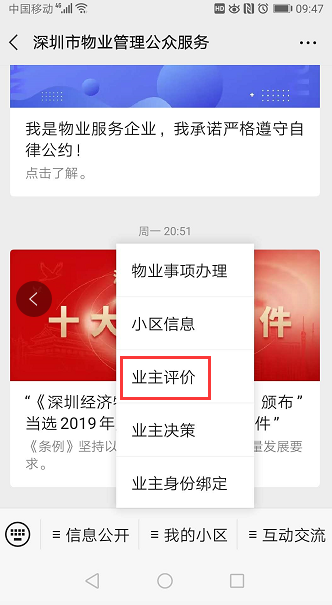 中国移动 4G HD 09:47
深圳市物业管理公众服务
我是物业服务企业，我承诺严格遵守自
律公约！
点击了解。
周一 20:51
十大 件
物业事项办理
小区信息
业主评价
业主决策
业主身份绑定
“《深圳经济 颁布”
当选2019年 件”
《条例》坚持以 量发展要
求。
信息公开
我的小区
互动交流